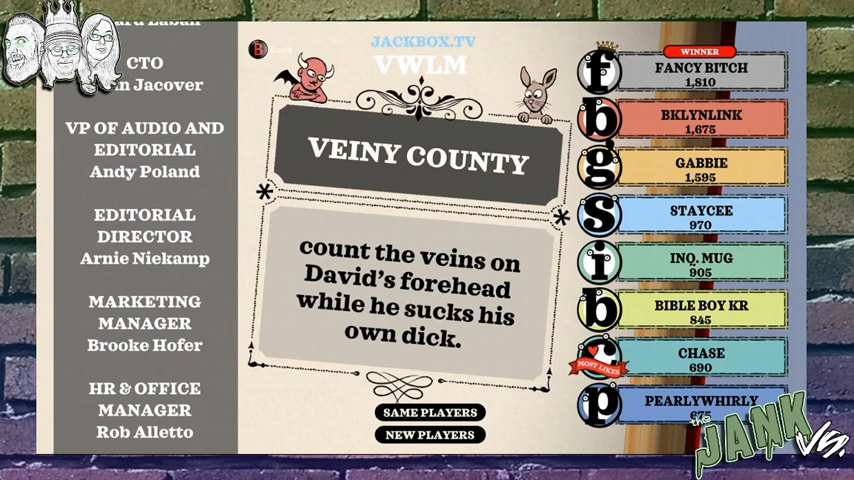 CTO
Jacover
VP OF AUDIO AND
EDITORIAL
Andy Poland
EDITORIAL
DIRECTOR
Arnie Niekamp
MARKETING
MANAGER
Brooke Hofer
HR & OFFICE
MANAGER
Rob Alletto
B Back
JACKBOX.TV
VWLM
VEINY COUNTY
count the veins on
David's forehead
while he sucks his
own dick.
SAME PLAYERS
NEW PLAYERS
WINNER
f FANCY BITCH
1,810
b BKLYNLINK
1,675
g GABBIE
1,595
s STAYCEE
970
i INQ. MUG
905
b BIBLE BOY KR
845
CHASE
690
MOST LIKES
p PEARLYWHIRLY
675
the
JANK
VS.